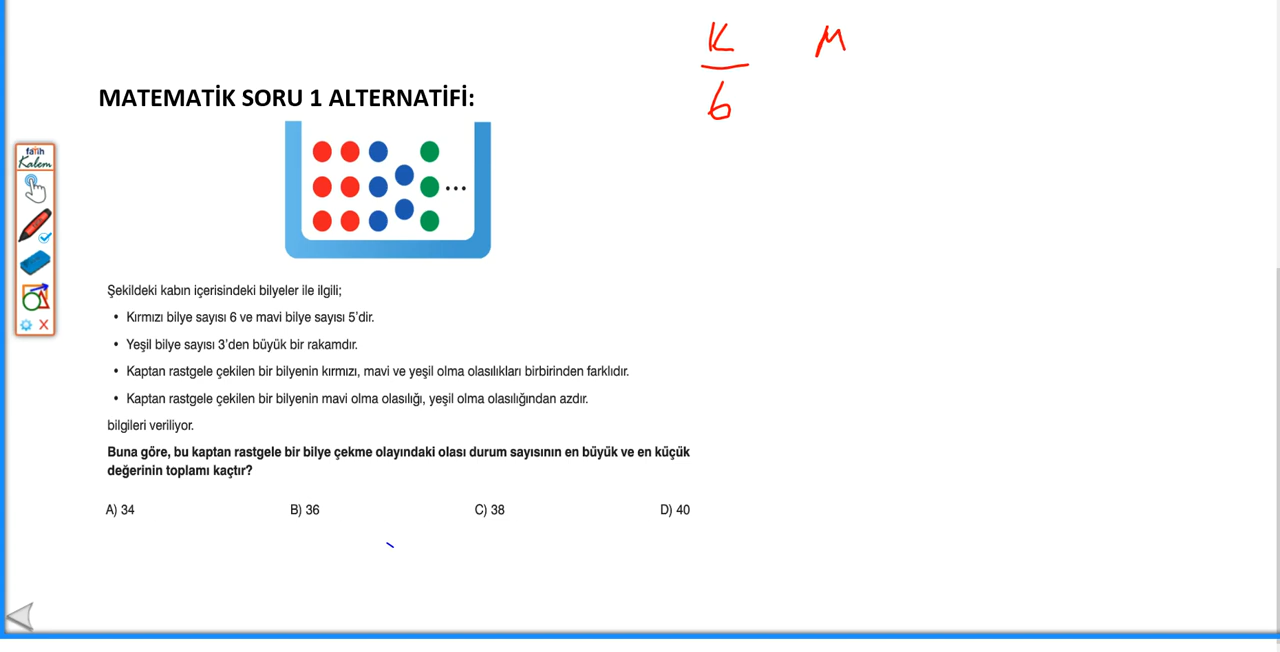 K M
6
MATEMATİK SORU 1 ALTERNATİFİ:
fatih
Kalem
...
Şekildeki kabın içerisindeki bilyeler ile ilgili;
• Kırmızı bilye sayısı 6 ve mavi bilye sayısı 5'dir.
• Yeşil bilye sayısı 3'den büyük bir rakamdır.
• Kaptan rastgele çekilen bir bilyenin kırmızı, mavi ve yeşil olma olasılıkları birbirinden farklıdır.
• Kaptan rastgele çekilen bir bilyenin mavi olma olasılığı, yeşil olma olasılığından azdır.
bilgileri veriliyor.
Buna göre, bu kaptan rastgele bir bilye çekme olayındaki olası durum sayısının en büyük ve en küçük
değerinin toplamı kaçtır?
A) 34 B) 36 C) 38 D) 40